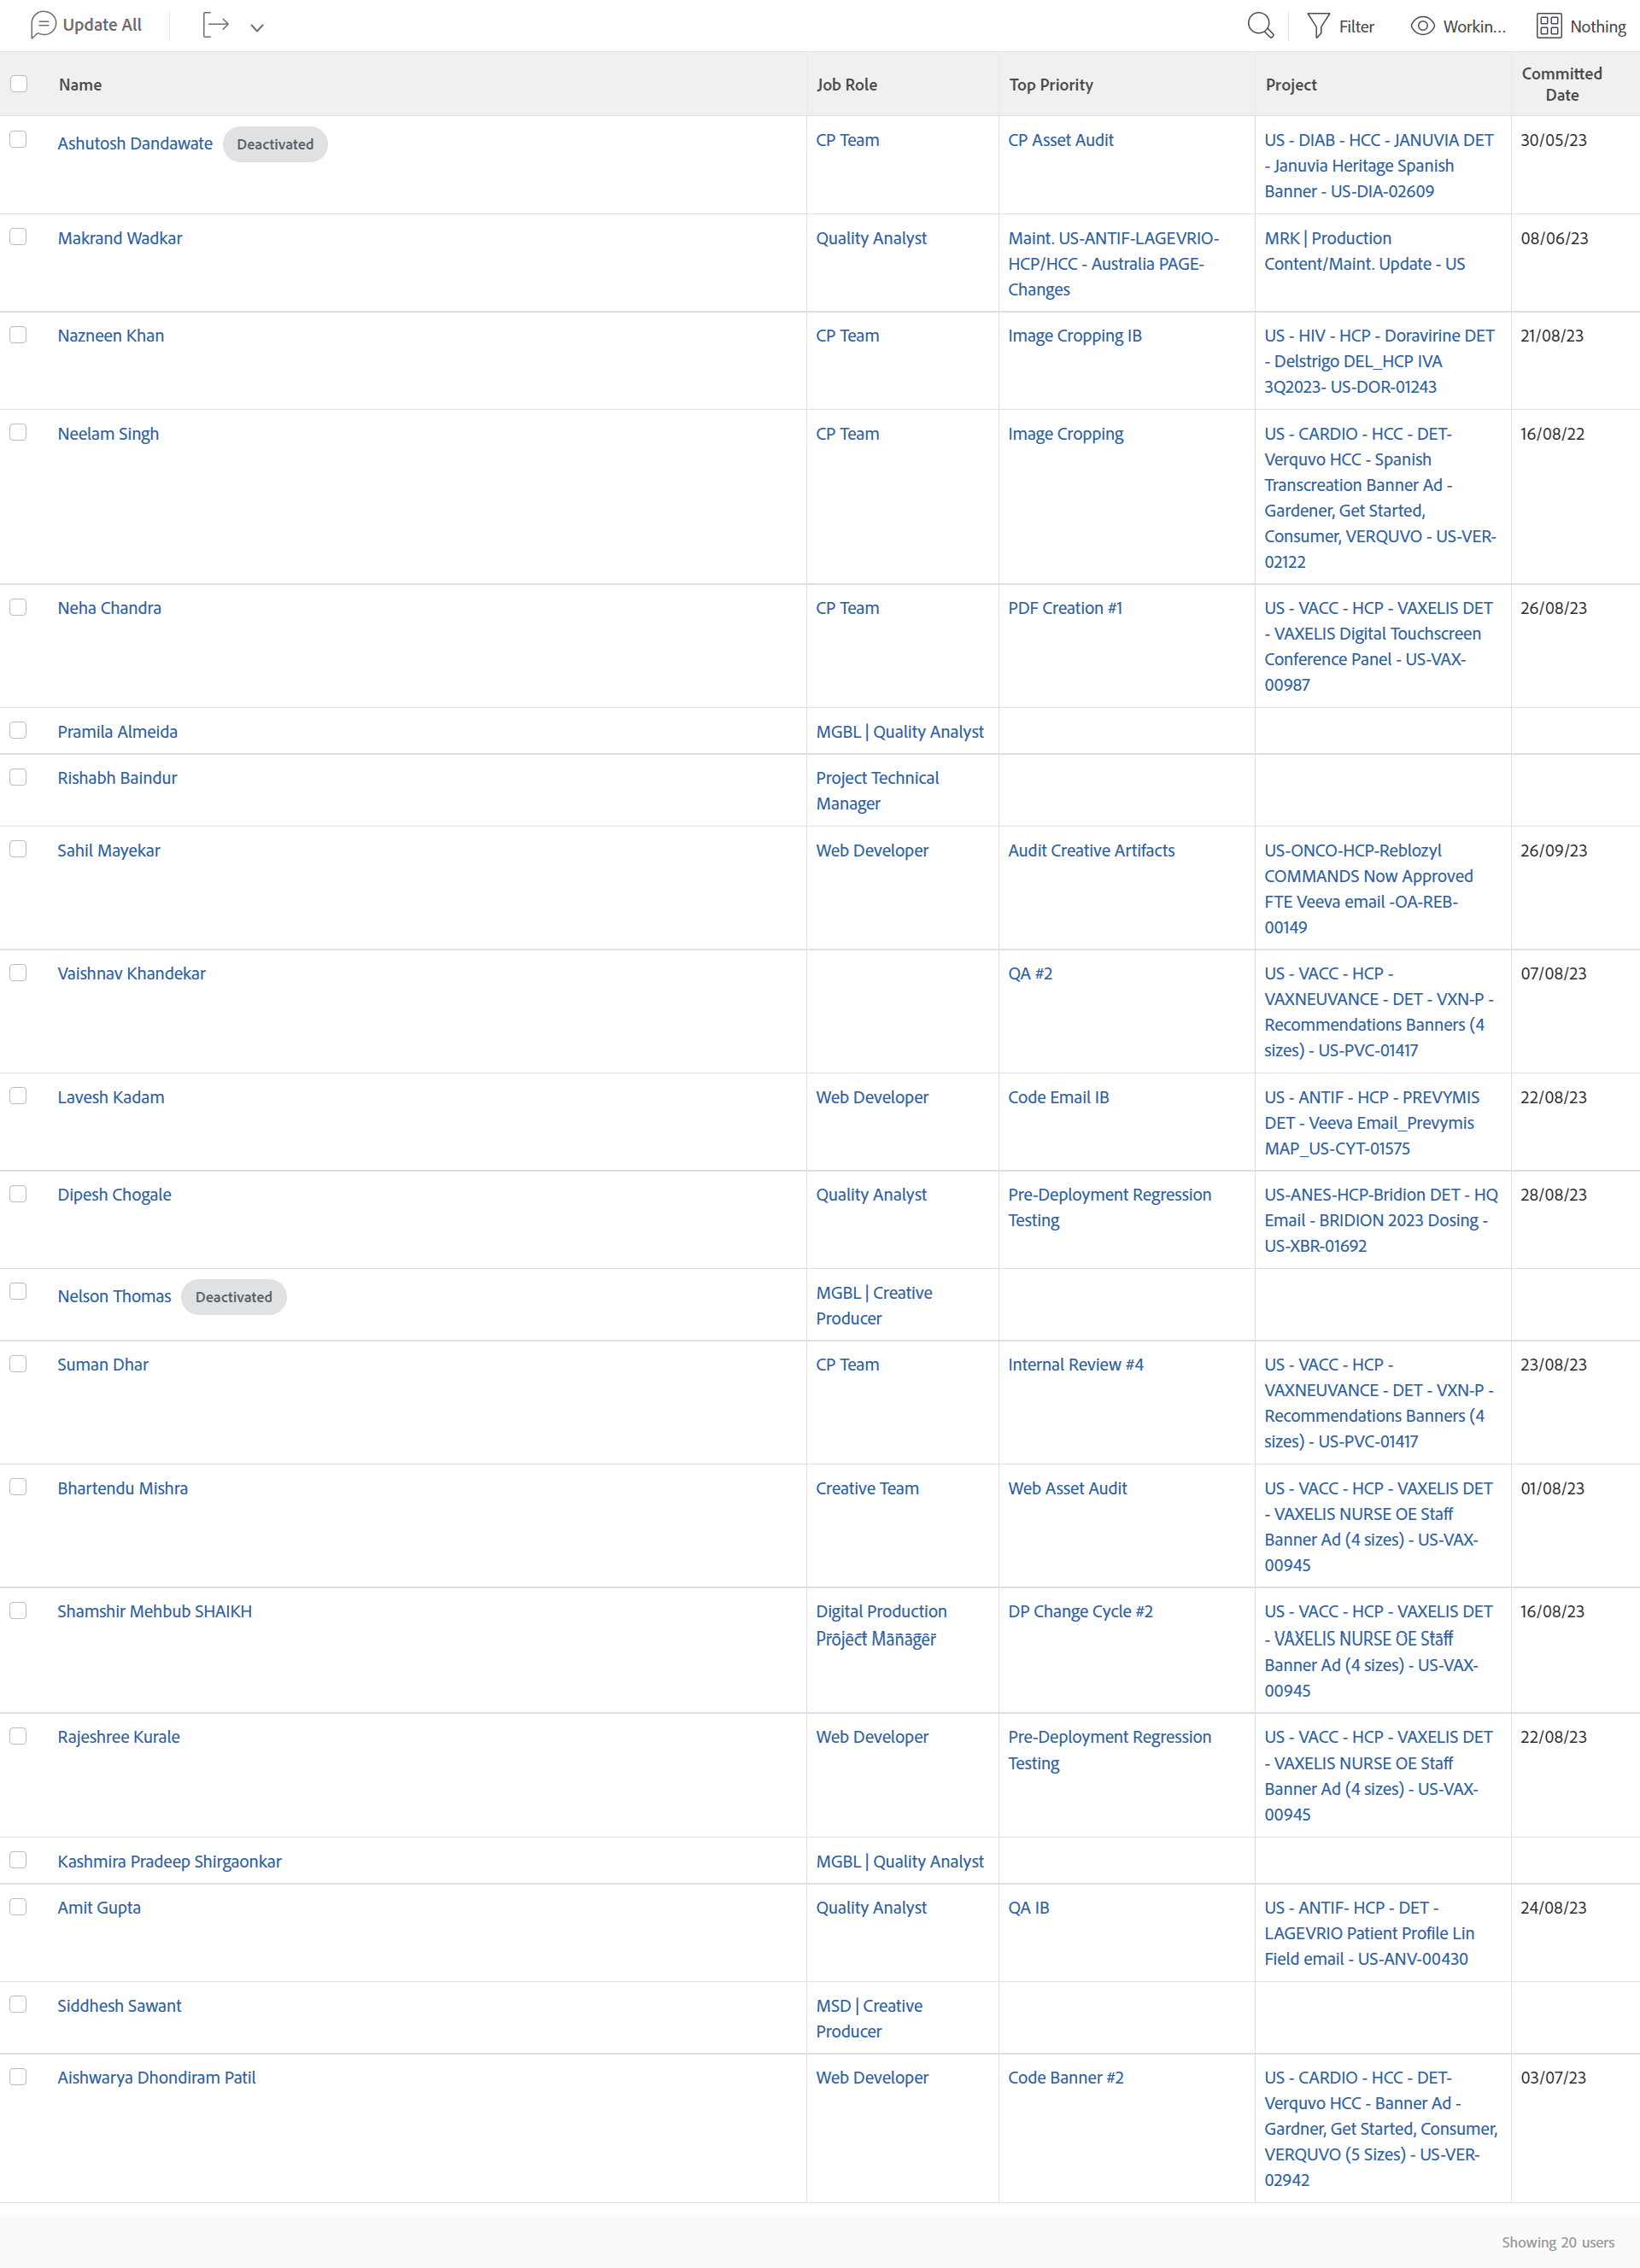 Update All
Filter
Workin...
Nothing
Name
Job Role
Top Priority
Project
Committed
Date
Ashutosh Dandawate
Deactivated
CP Team
CP Asset Audit
US - DIAB - HCC - JANUVIA DET
- Januvia Heritage Spanish
Banner - US-DIA-02609
30/05/23
Makrand Wadkar
Quality Analyst
Maint. US-ANTIF-LAGEVRIO-
HCP/HCC - Australia PAGE-
Changes
MRK | Production
Content/Maint. Update - US
08/06/23
Nazneen Khan
CP Team
Image Cropping IB
US - HIV - HCP - Doravirine DET
- Delstrigo DEL_HCP IVA
3Q2023- US-DOR-01243
21/08/23
Neelam Singh
CP Team
Image Cropping
US - CARDIO - HCC - DET-
Verquvo HCC - Spanish
Transcreation Banner Ad -
Gardener, Get Started,
Consumer, VERQUVO - US-VER-
02122
16/08/22
Neha Chandra
CP Team
PDF Creation #1
US - VACC - HCP - VAXELIS DET
- VAXELIS Digital Touchscreen
Conference Panel - US-VAX-
00987
26/08/23
Pramila Almeida
MGBL | Quality Analyst
Rishabh Baindur
Project Technical
Manager
Sahil Mayekar
Web Developer
Audit Creative Artifacts
US-ONCO-HCP-Reblozyl
COMMANDS Now Approved
FTE Veeva email -OA-REB-
00149
26/09/23
Vaishnav Khandekar
QA #2
US - VACC - HCP -
VAXNEUVANCE - DET - VXN-P -
Recommendations Banners (4
sizes) - US-PVC-01417
07/08/23
Lavesh Kadam
Web Developer
Code Email IB
US - ANTIF - HCP - PREVYMIS
DET - Veeva Email_Prevymis
MAP_US-CYT-01575
22/08/23
Dipesh Chogale
Quality Analyst
Pre-Deployment Regression
Testing
US-ANES-HCP-Bridion DET - HQ
Email - BRIDION 2023 Dosing -
US-XBR-01692
28/08/23
Nelson Thomas
Deactivated
MGBL | Creative
Producer
Suman Dhar
CP Team
Internal Review #4
US - VACC - HCP -
VAXNEUVANCE - DET - VXN-P -
Recommendations Banners (4
sizes) - US-PVC-01417
23/08/23
Bhartendu Mishra
Creative Team
Web Asset Audit
US - VACC - HCP - VAXELIS DET
- VAXELIS NURSE OE Staff
Banner Ad (4 sizes) - US-VAX-
00945
01/08/23
Shamshir Mehbub SHAIKH
Digital Production
Project Manager
DP Change Cycle #2
US - VACC - HCP - VAXELIS DET
- VAXELIS NURSE OE Staff
Banner Ad (4 sizes) - US-VAX-
00945
16/08/23
Rajeshree Kurale
Web Developer
Pre-Deployment Regression
Testing
US - VACC - HCP - VAXELIS DET
- VAXELIS NURSE OE Staff
Banner Ad (4 sizes) - US-VAX-
00945
22/08/23
Kashmira Pradeep Shirgaonkar
MGBL | Quality Analyst
Amit Gupta
Quality Analyst
QA IB
US - ANTIF- HCP - DET -
LAGEVRIO Patient Profile Lin
Field email - US-ANV-00430
24/08/23
Siddhesh Sawant
MSD | Creative
Producer
Aishwarya Dhondiram Patil
Web Developer
Code Banner #2
US - CARDIO - HCC - DET-
Verquvo HCC - Banner Ad -
Gardner, Get Started, Consumer,
VERQUVO (5 Sizes) - US-VER-
02942
03/07/23
Showing 20 users